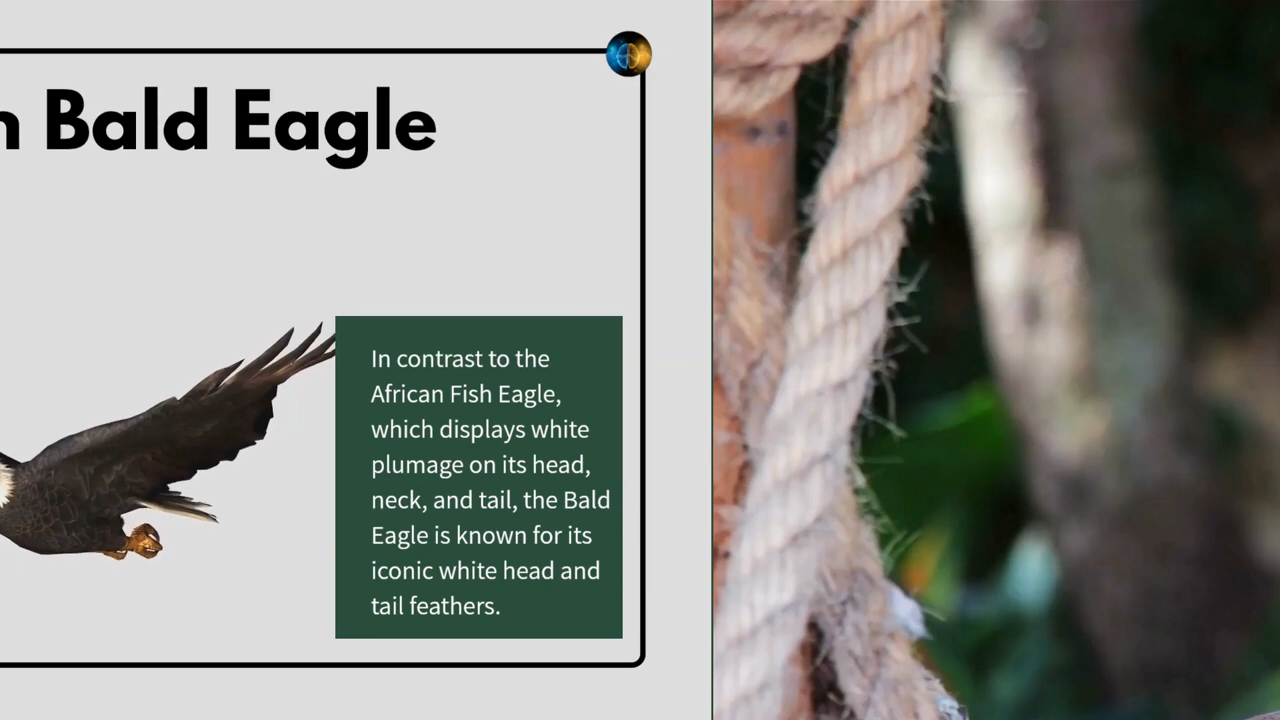 n Bald Eagle
In contrast to the
African Fish Eagle,
which displays white
plumage on its head,
neck, and tail, the Bald
Eagle is known for its
iconic white head and
tail feathers.